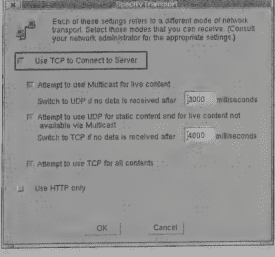 Specify Transport
Each of these settings refers to a different mode of network
transport. Select those modes that you can receive. (Consult
your network administrator for the appropriate settings.)
Use TCP to Connect to Server
Attempt to use Multicast for live content
Switch to UDP if no data is received after 3000 milliseconds
Attempt to use UDP for static content and for live content not
available via Multicast
Switch to TCP if no data is received after 4000 milliseconds
Attempt to use TCP for all contents
Use HTTP only
OK Cancel